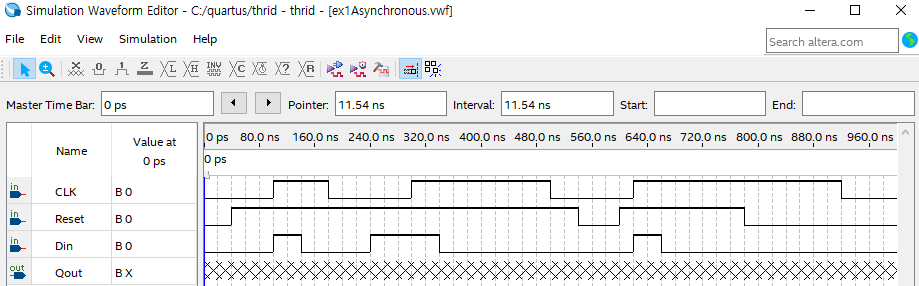 Simulation Waveform Editor - C:/quartus/thrid - thrid - [ex1Asynchronous.vwf]
File Edit View Simulation Help
Search altera.com
Master Time Bar: 0 ps Pointer: 11.54 ns Interval: 11.54 ns Start: End:
Name
Value at
0 ps
0 ps 80.0 ns 160.0 ns 240.0 ns 320.0 ns 400.0 ns 480.0 ns 560.0 ns 640.0 ns 720.0 ns 800.0 ns 880.0 ns 960.0 ns
0 ps
in CLK B 0
in Reset B 0
in Din B 0
out Qout B X